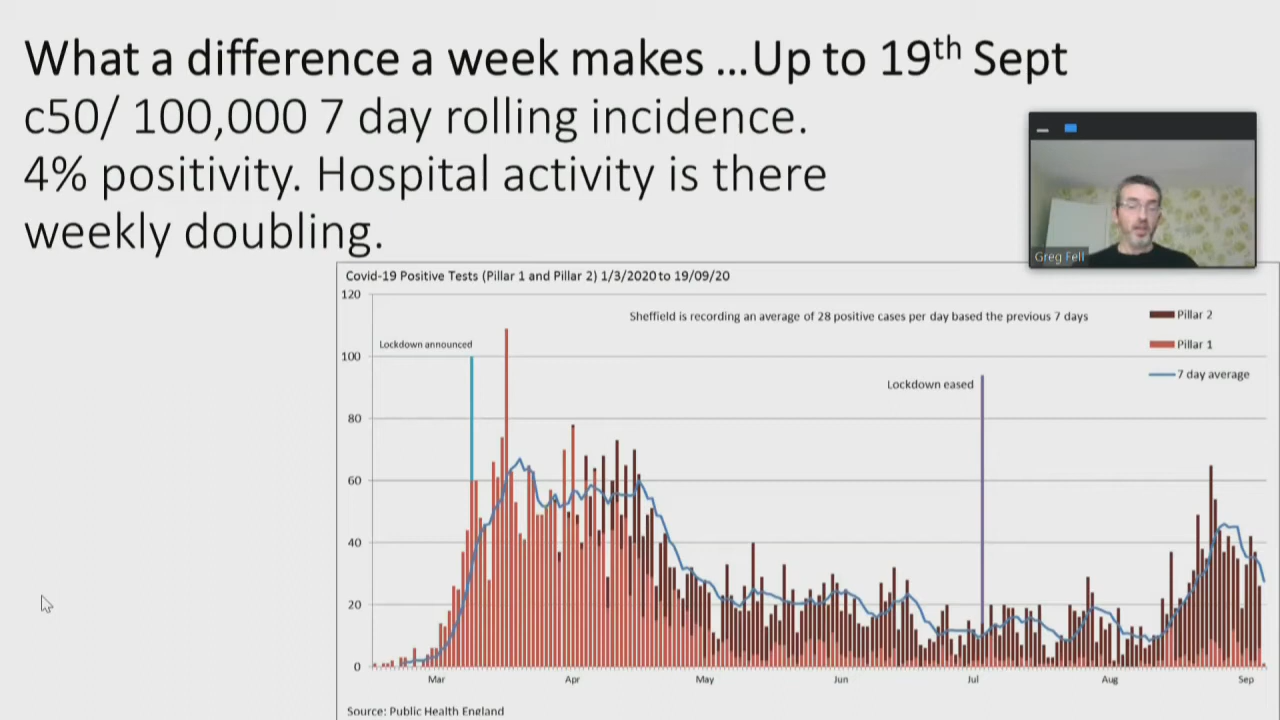 What a difference a week makes ...Up to 19th Sept
c50/ 100,000 7 day rolling incidence.
4% positivity. Hospital activity is there
weekly doubling.
Greg Fell
Covid-19 Positive Tests (Pillar 1 and Pillar 2) 1/3/2020 to 19/09/20
120
Sheffield is recording an average of 28 positive cases per day based the previous 7 days
Pillar 2
Lockdown announced
Pillar 1
100
Lockdown eased
7 day average
80
60
40
20
0
Mar Apr May Jun Jul Aug Sep
Source: Public Health England